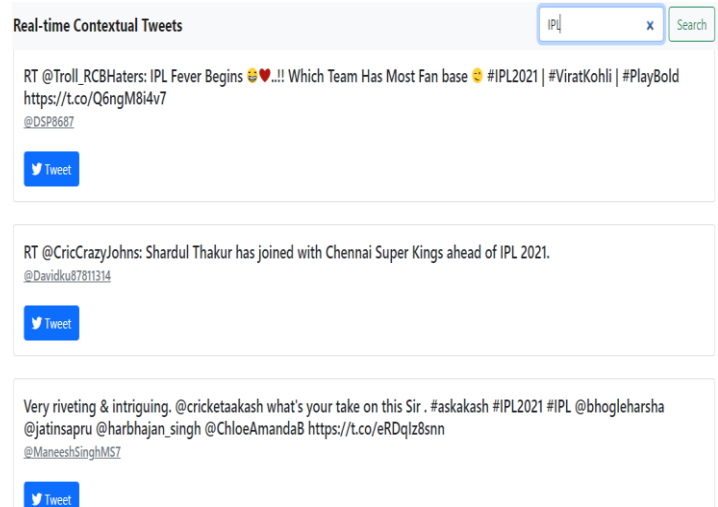 Real-time Contextual Tweets
IPL
x
Search
RT @Troll_RCBHaters: IPL Fever Begins 😂♥️..!! Which Team Has Most Fan base 😌 #IPL2021 | #ViratKohli | #PlayBold
https://t.co/Q6ngM8i4v7
@DSP8687
Tweet
RT @CricCrazyJohns: Shardul Thakur has joined with Chennai Super Kings ahead of IPL 2021.
@Davidku87811314
Tweet
Very riveting & intriguing. @cricketaakash what's your take on this Sir . #askakash #IPL2021 #IPL @bhogleharsha
@jatinsapru @harbhajan_singh @ChloeAmandaB https://t.co/eRDqIz8snn
@ManeeshSinghMS7
Tweet